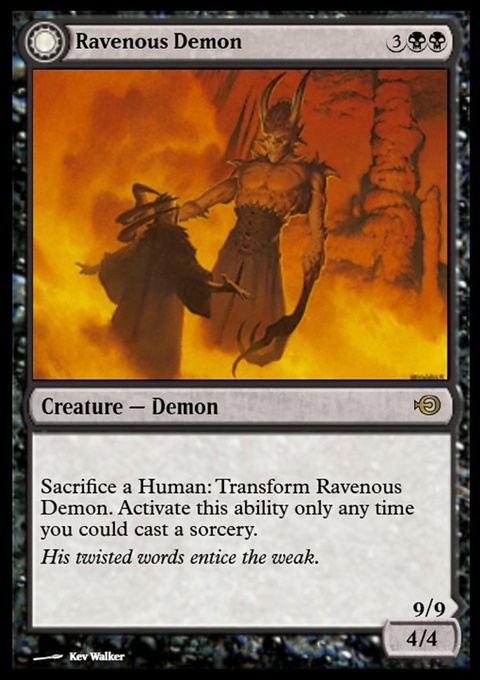 Ravenous Demon 3
Creature — Demon
Sacrifice a Human: Transform Ravenous
Demon. Activate this ability only any time
you could cast a sorcery.
His twisted words entice the weak.
9/9
4/4
Kev Walker